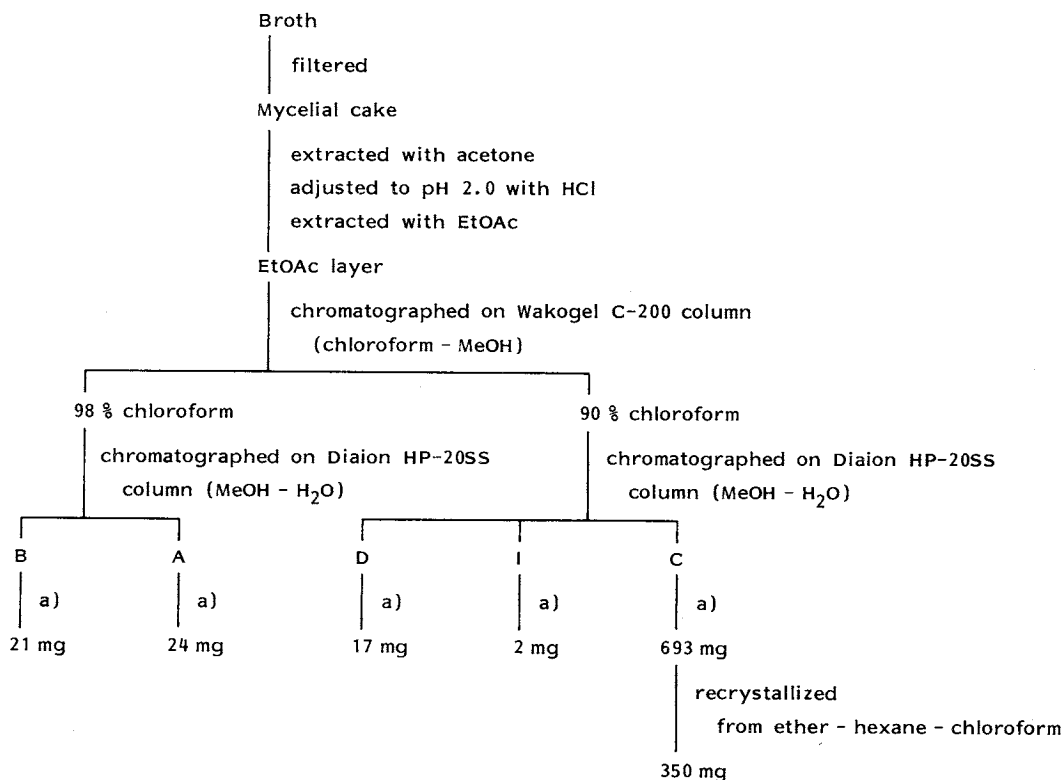 Broth
filtered
Mycelial cake
extracted with acetone
adjusted to pH 2.0 with HCl
extracted with EtOAc
EtOAc layer
chromatographed on Wakogel C-200 column
(chloroform - MeOH)
98 % chloroform
90 % chloroform
chromatographed on Diaion HP-20SS
column (MeOH - H₂O)
chromatographed on Diaion HP-20SS
column (MeOH - H₂O)
B
A
D
I
C
a)
a)
a)
a)
a)
21 mg
24 mg
17 mg
2 mg
693 mg
recrystallized
from ether - hexane - chloroform
350 mg